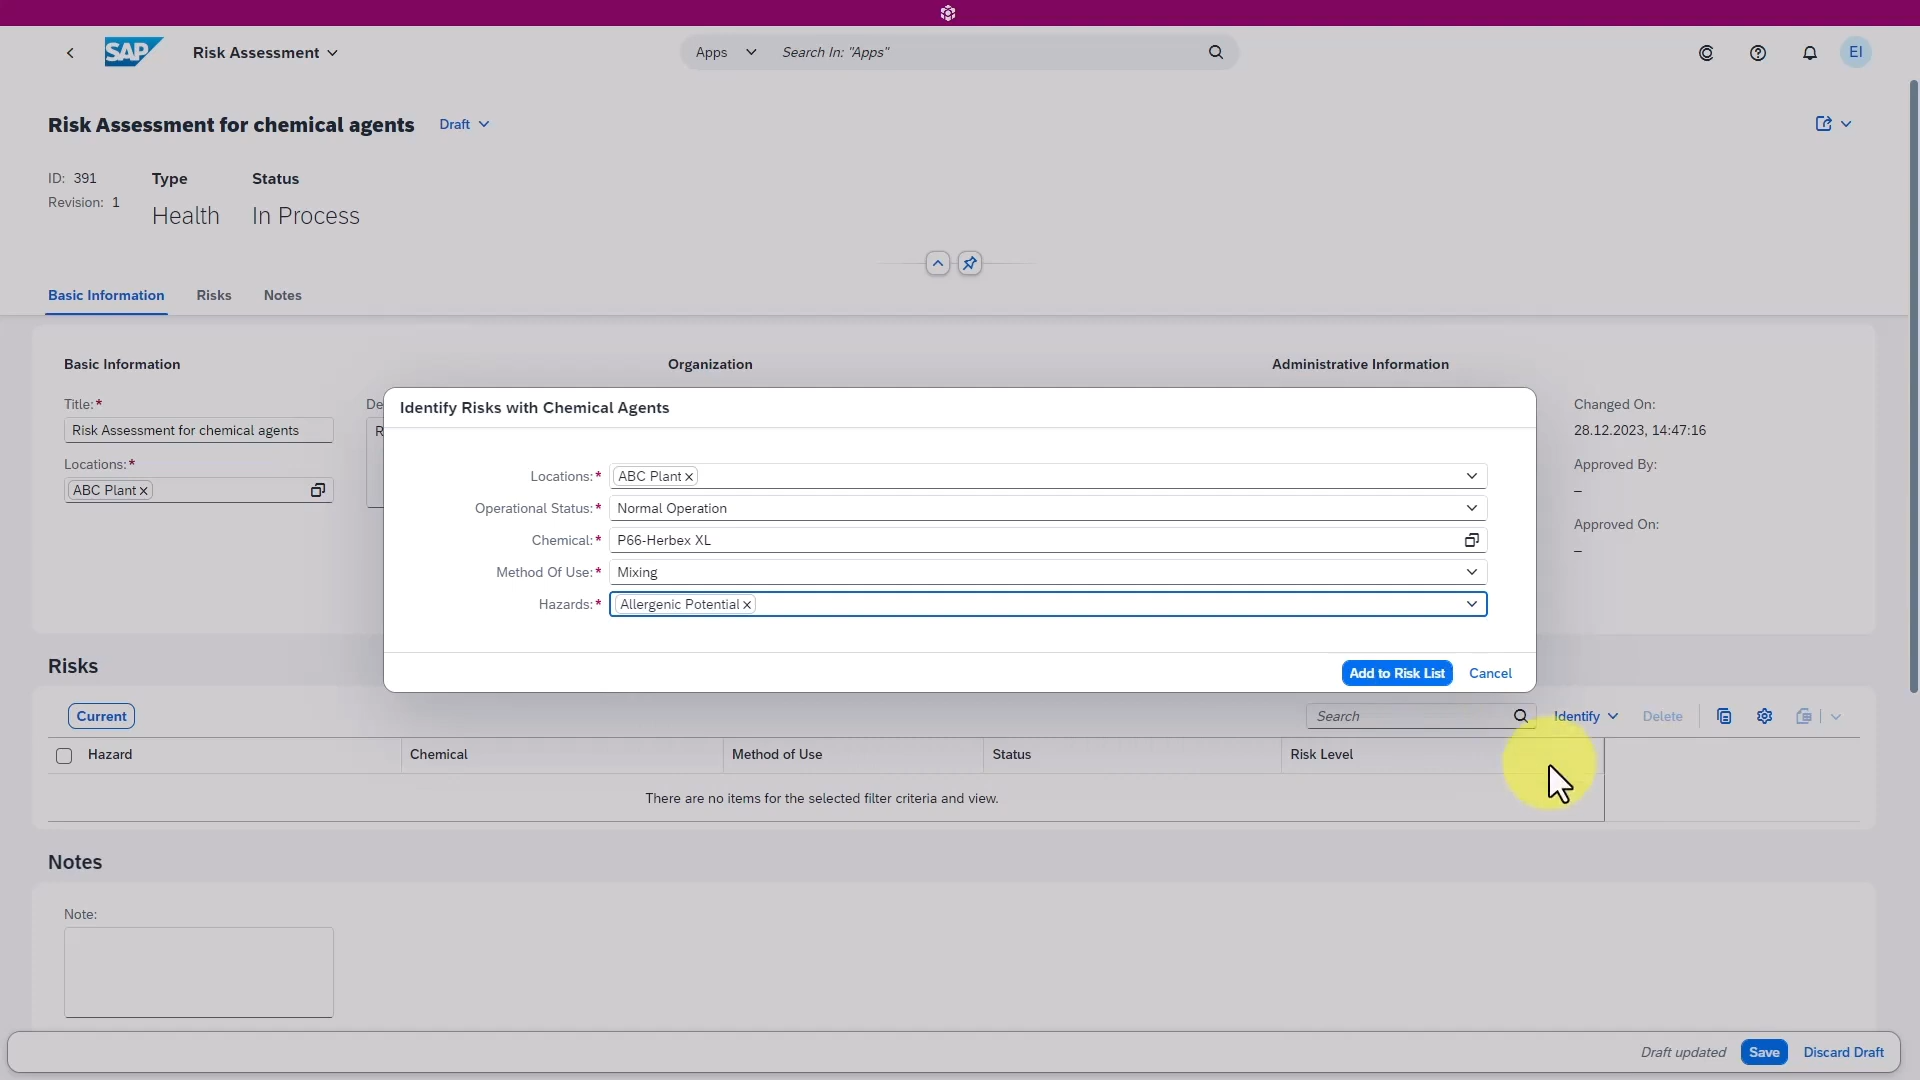 SAP
Risk Assessment
Apps
Search In: "Apps"
EI
Risk Assessment for chemical agents
Draft
ID: 391
Revision: 1
Type
Health
Status
In Process
Basic Information
Risks
Notes
Basic Information
Organization
Administrative Information
Title:*
Risk Assessment for chemical agents
Locations:*
ABC Plant
De
R
Changed On:
28.12.2023, 14:47:16
Approved By:
–
Approved On:
–
Identify Risks with Chemical Agents
Locations:* ABC Plant
Operational Status:* Normal Operation
Chemical:* P66-Herbex XL
Method Of Use:* Mixing
Hazards:* Allergenic Potential
Add to Risk List
Cancel
Risks
Current
Search
Identify
Delete
Hazard
Chemical
Method of Use
Status
Risk Level
There are no items for the selected filter criteria and view.
Notes
Note:
Draft updated
Save
Discard Draft